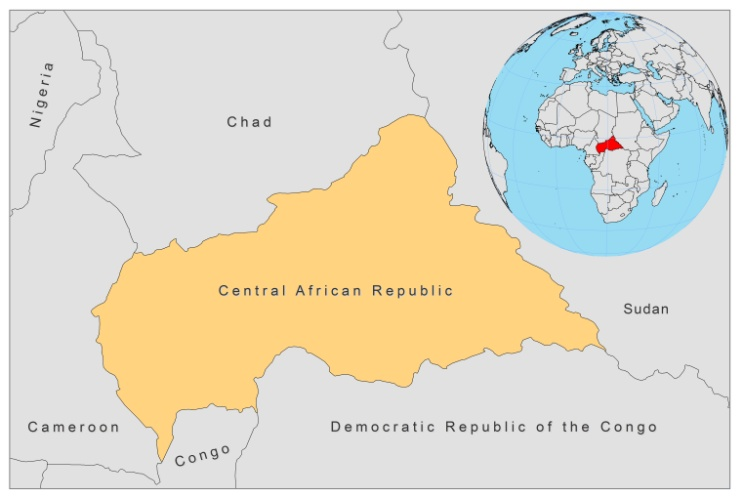 Nigeria
Chad
Central African Republic
Sudan
Cameroon
Congo
Democratic Republic of the Congo